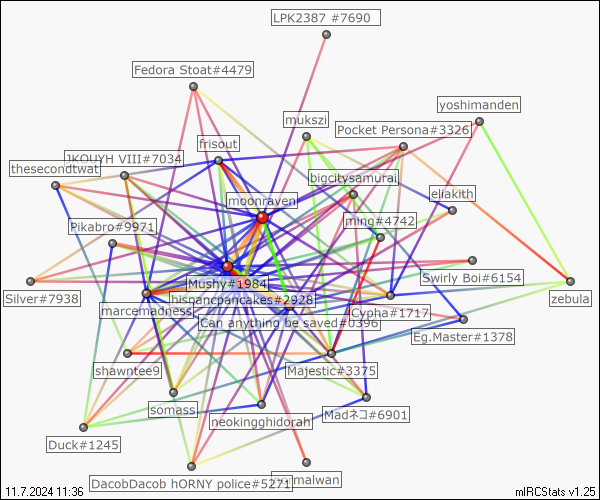 LPK2387 #7690
Fedora Stoat#4479
yoshimanden
mukszi
Pocket Persona#3326
frisout
JKOUYH VIII#7034
thesecondtwat
bigcitysamurai
eliakith
moonraven
ming#4742
Pikabro#9971
Swirly Boi#6154
Mushy#1984
Silver#7938
hispancpancakes#2928
zebula
marcemadness
Cypha#1717
Can anything be saved#0396
Eg.Master#1378
shawntee9
Majestic#3375
somass
Madネコ#6901
neokingghidorah
Duck#1245
DacobDacob hORNY police#5271
malwan
11.7.2024 11:36
mIRCStats v1.25